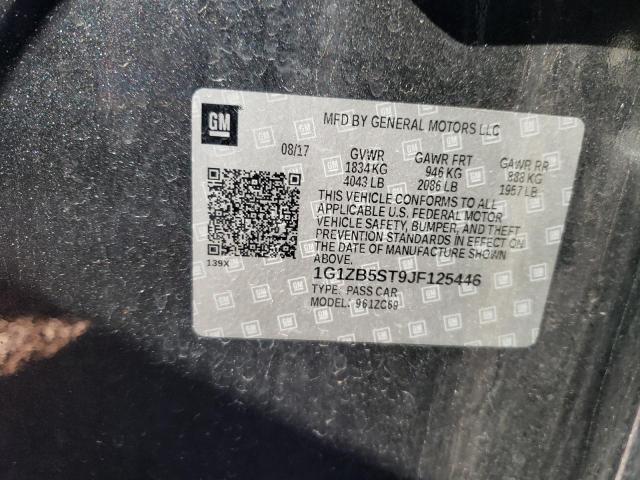 GM
MFD BY GENERAL MOTORS LLC
08/17 GVWR GAWR FRT GAWR RR
1834 KG 946 KG 888 KG
4043 LB 2086 LB 1957 LB
THIS VEHICLE CONFORMS TO ALL
APPLICABLE U.S. FEDERAL MOTOR
VEHICLE SAFETY, BUMPER, AND THEFT
PREVENTION STANDARDS IN EFFECT ON
THE DATE OF MANUFACTURE SHOWN
ABOVE.
139X
1G1ZB5ST9JF125446
TYPE: PASS CAR
MODEL: 961ZC69